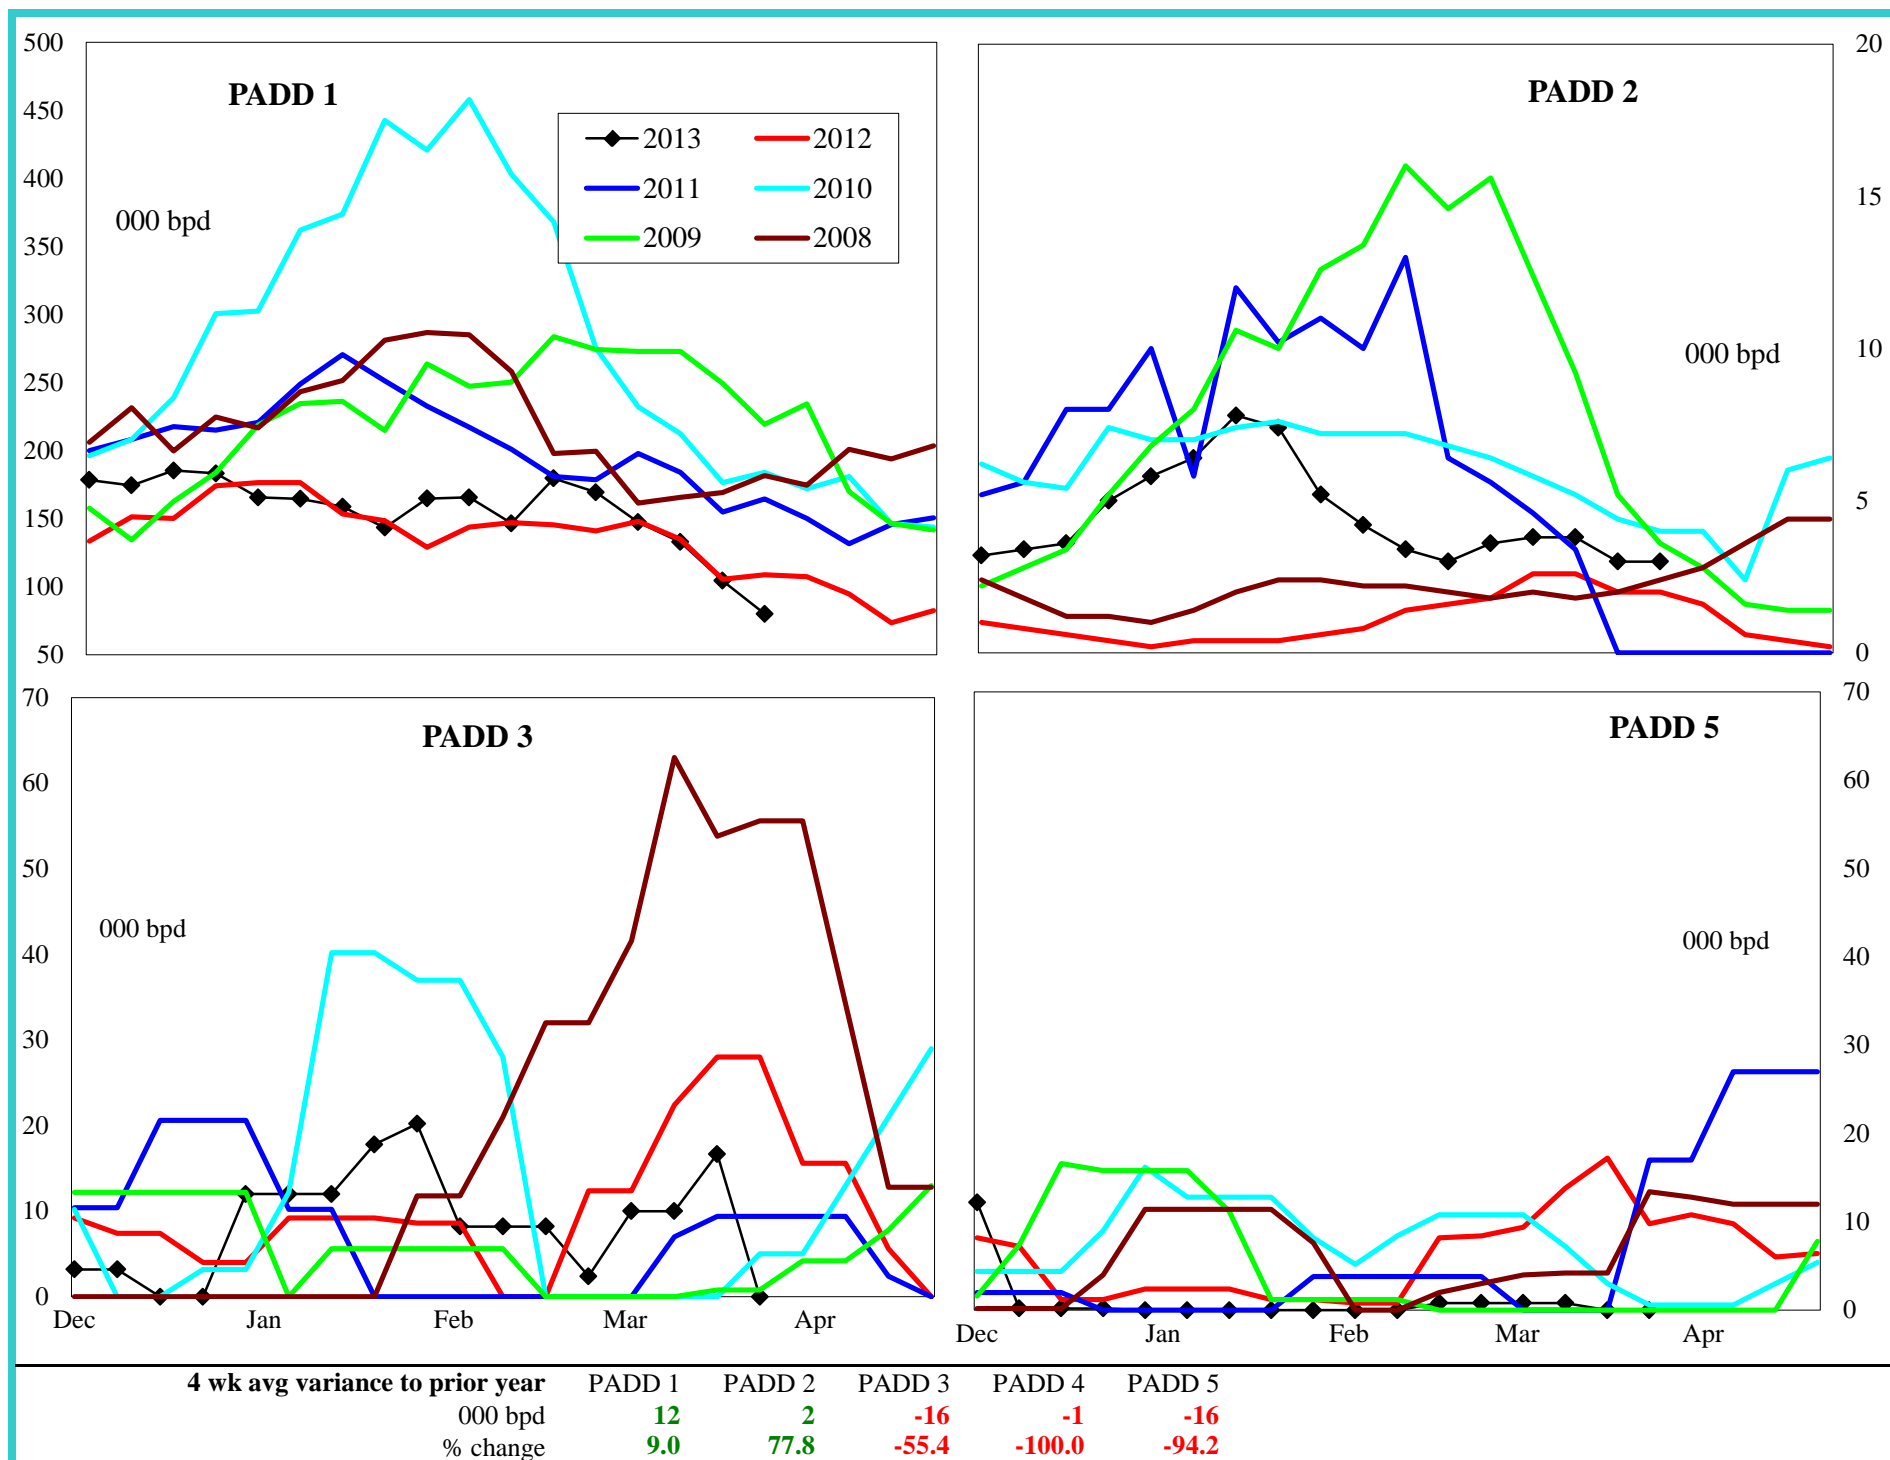 500
450
400
350
300
250
200
150
100
50
PADD 1
000 bpd
2013 2012
2011 2010
2009 2008
PADD 2
000 bpd
20
15
10
5
0
70
60
50
40
30
20
10
0
PADD 3
000 bpd
Dec Jan Feb Mar Apr
PADD 5
000 bpd
70
60
50
40
30
20
10
0
Dec Jan Feb Mar Apr
4 wk avg variance to prior year PADD 1 PADD 2 PADD 3 PADD 4 PADD 5
000 bpd 12 2 -16 -1 -16
% change 9.0 77.8 -55.4 -100.0 -94.2